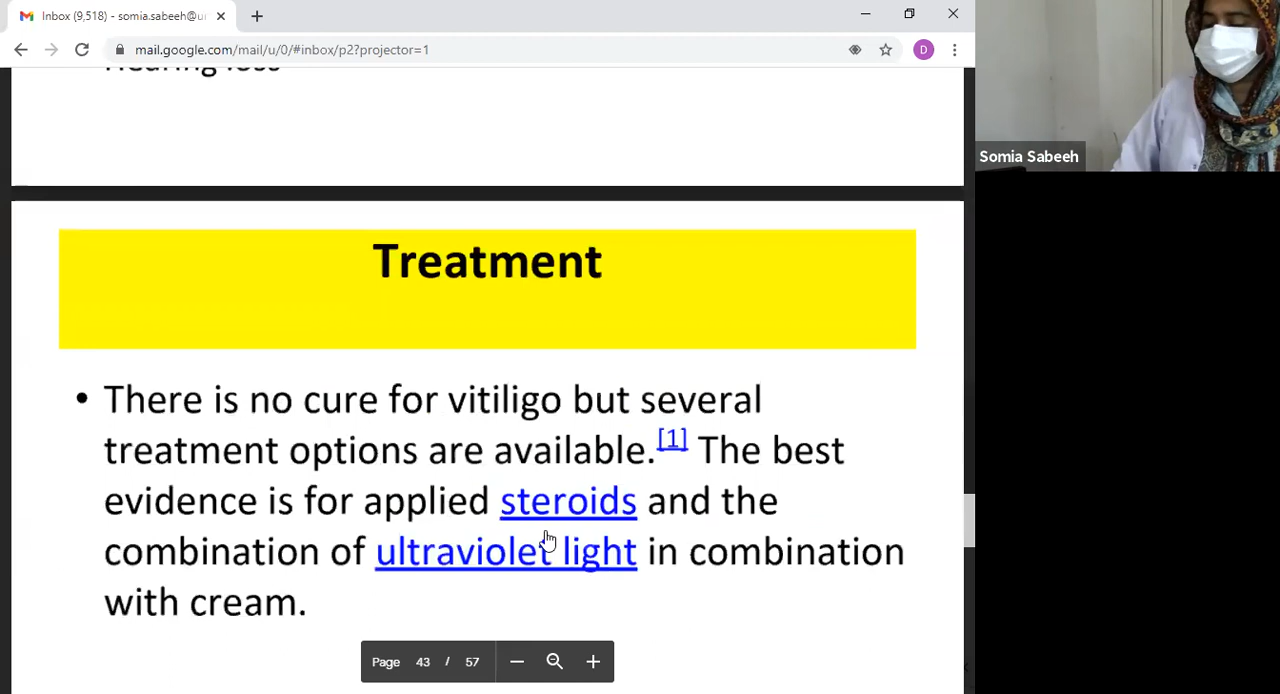 Inbox (9,518) - somia.sabeeh@u
mail.google.com/mail/u/0/#inbox/p2?projector=1
D
Hearing loss
Somia Sabeeh
Treatment
• There is no cure for vitiligo but several
treatment options are available.[1] The best
evidence is for applied steroids and the
combination of ultraviolet light in combination
with cream.
Page 43 / 57